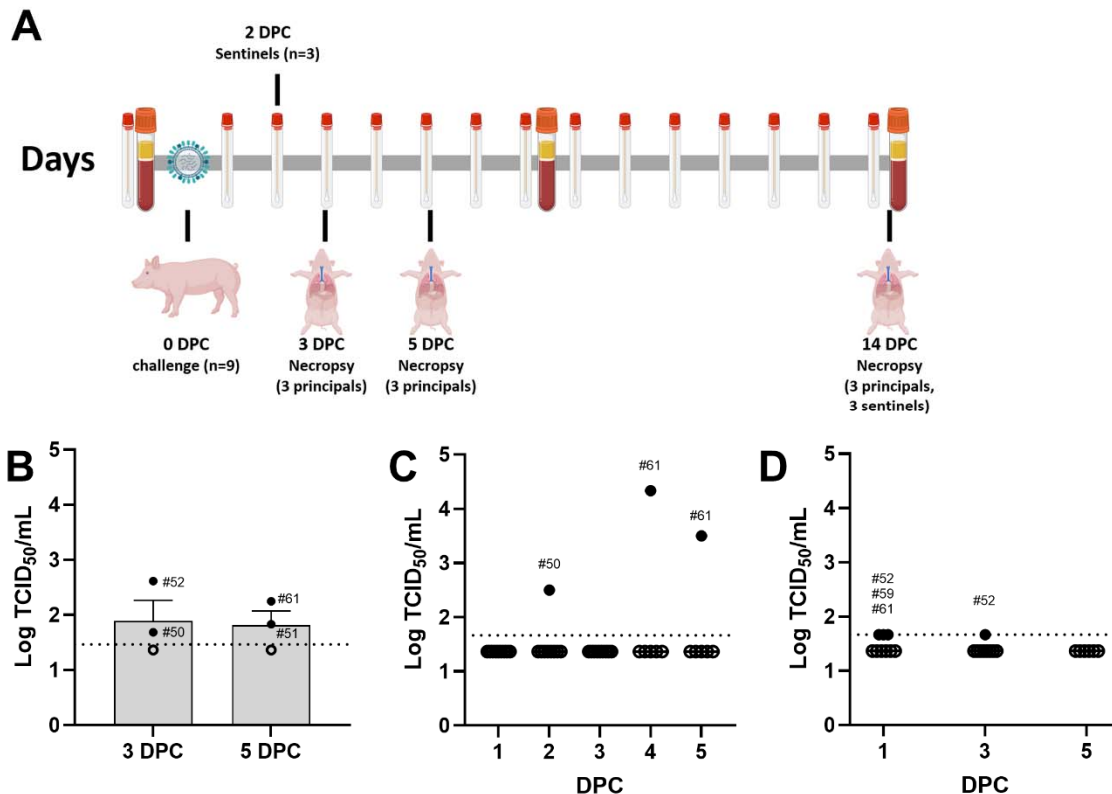 A
2 DPC
Sentinels (n=3)
Days
0 DPC
challenge (n=9)
3 DPC
Necropsy
(3 principals)
5 DPC
Necropsy
(3 principals)
14 DPC
Necropsy
(3 principals,
3 sentinels)
B
Log TCID50/mL
5
4
3
2
1
0
#52
#50
#61
#51
3 DPC
5 DPC
C
Log TCID50/mL
5
4
3
2
1
0
#50
#61
#61
1 2 3 4 5
DPC
D
Log TCID50/mL
5
4
3
2
1
0
#52
#59
#61
#52
1 3 5
DPC